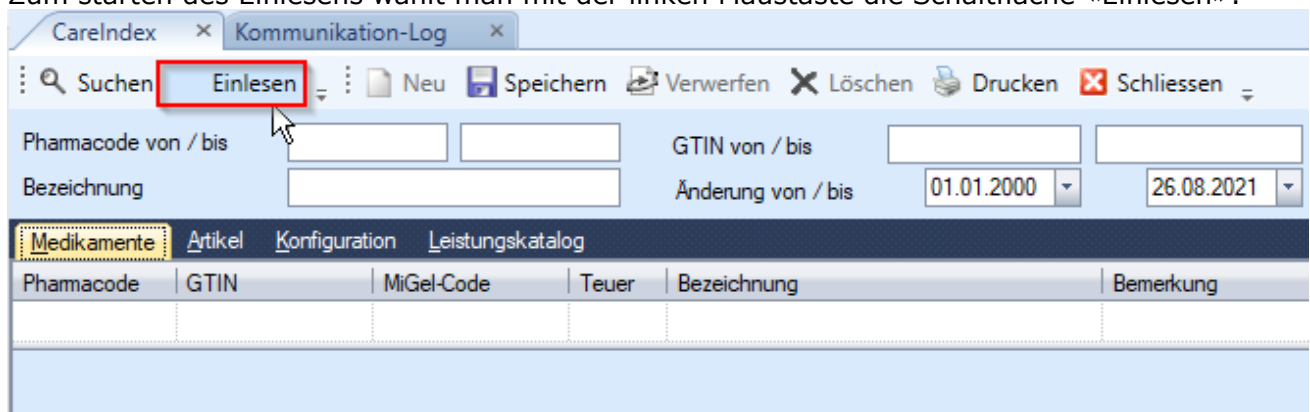 Zum starten des Einlesens wählt man mit der linken Maustaste die Schaltfläche «Einlesen».
CareIndex Kommunikation-Log
Suchen Einlesen Neu Speichern Verwerfen Löschen Drucken Schliessen
Pharmacode von / bis GTIN von / bis
Bezeichnung Änderung von / bis 01.01.2000 26.08.2021
Medikamente Artikel Konfiguration Leistungskatalog
Pharmacode GTIN MiGel-Code Teuer Bezeichnung Bemerkung